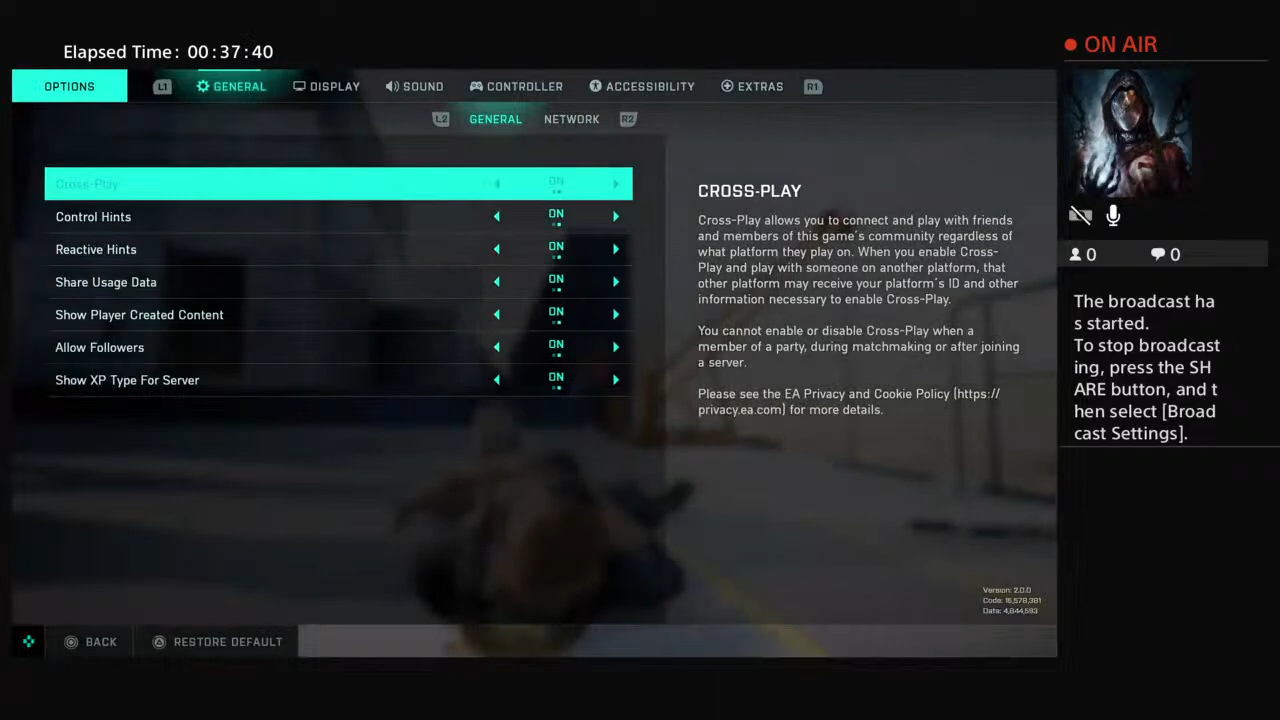 Elapsed Time: 00:37:40
ON AIR
OPTIONS
L1
GENERAL
DISPLAY
SOUND
CONTROLLER
ACCESSIBILITY
EXTRAS
R1
L2
GENERAL
NETWORK
R2
Cross-Play ON
Control Hints ON
Reactive Hints ON
Share Usage Data ON
Show Player Created Content ON
Allow Followers ON
Show XP Type For Server ON
CROSS-PLAY
Cross-Play allows you to connect and play with friends
and members of this game's community regardless of
what platform they play on. When you enable Cross-
Play and play with someone on another platform, that
other platform may receive your platform's ID and other
information necessary to enable Cross-Play.
You cannot enable or disable Cross-Play when a
member of a party, during matchmaking or after joining
a server.
Please see the EA Privacy and Cookie Policy (https://
privacy.ea.com) for more details.
Version: 2.0.0
Code: 15,578,381
Data: 4,844,593
BACK
RESTORE DEFAULT
0
0
The broadcast ha
s started.
To stop broadcast
ing, press the SH
ARE button, and t
hen select [Broad
cast Settings].